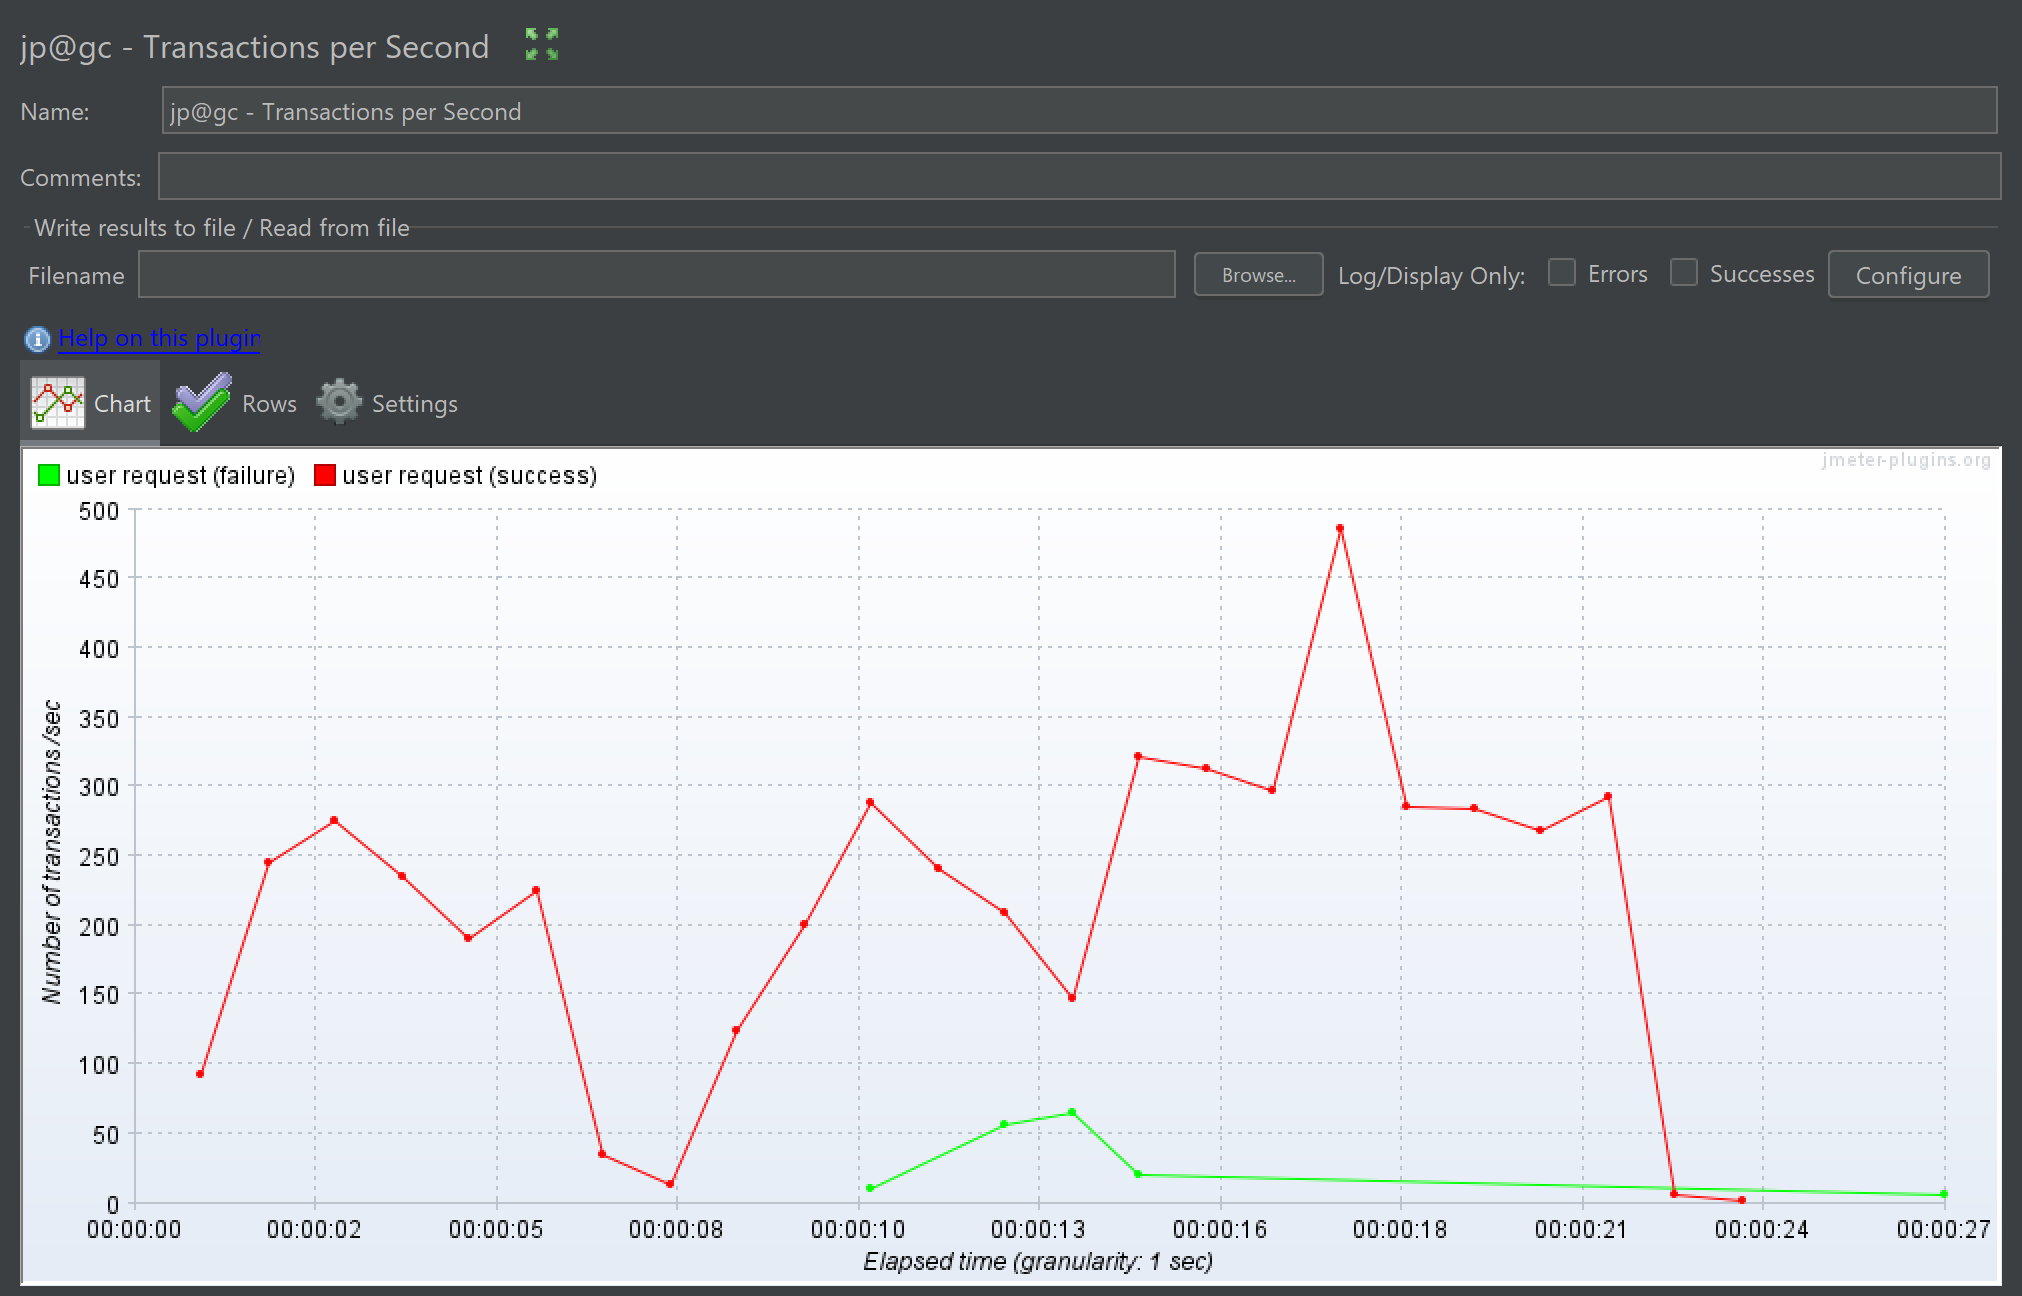 jp@gc - Transactions per Second
Name: jp@gc - Transactions per Second
Comments:
Write results to file / Read from file
Filename Browse... Log/Display Only: Errors Successes Configure
Help on this plugin
Chart Rows Settings
user request (failure) user request (success) jmeter-plugins.org
500
450
400
350
300
250
200
150
100
50
0
Number of transactions /sec
00:00:00 00:00:02 00:00:05 00:00:08 00:00:10 00:00:13 00:00:16 00:00:18 00:00:21 00:00:24 00:00:27
Elapsed time (granularity: 1 sec)